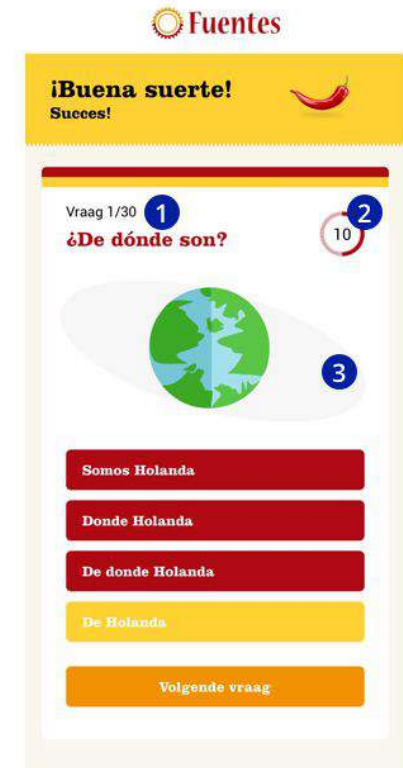 Fuentes
¡Buena suerte!
Succes!
Vraag 1/30
1
2
¿De dónde son?
10
3
Somos Holanda
Donde Holanda
De donde Holanda
De Holanda
Volgende vraag